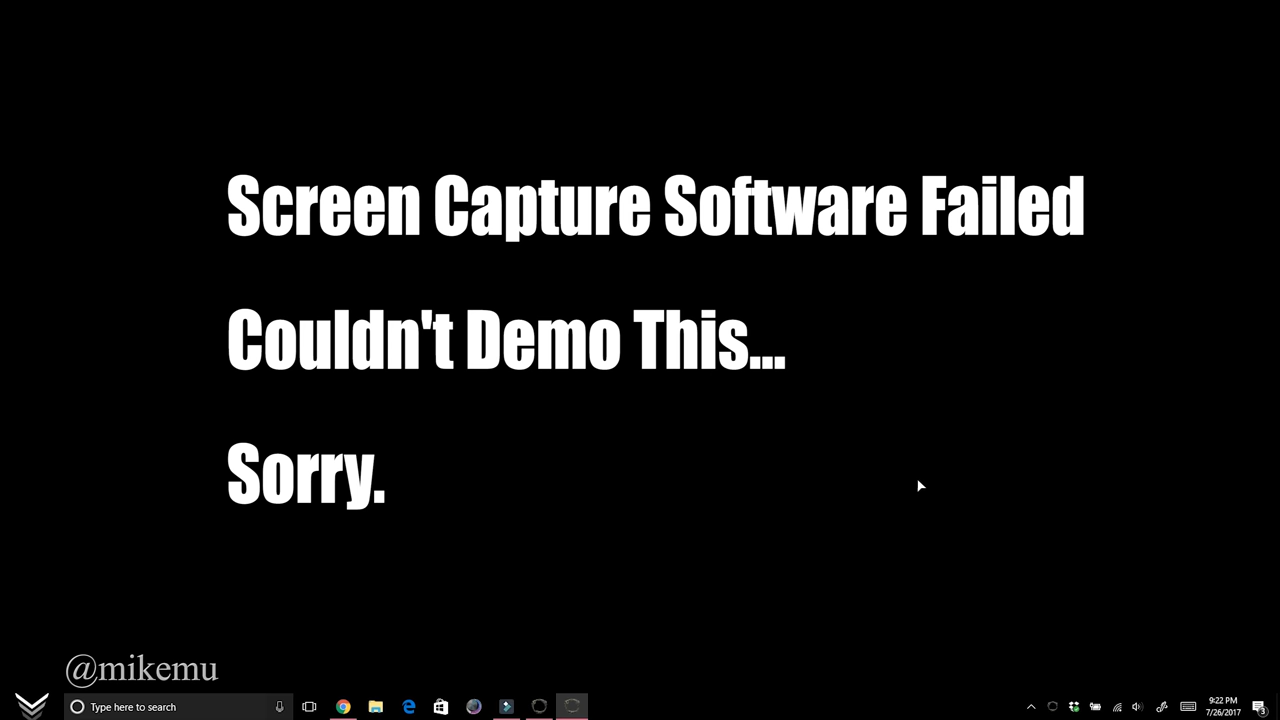 Screen Capture Software Failed
Couldn't Demo This...
Sorry.
@mikemu
Type here to search
9:22 PM
7/26/2017
3